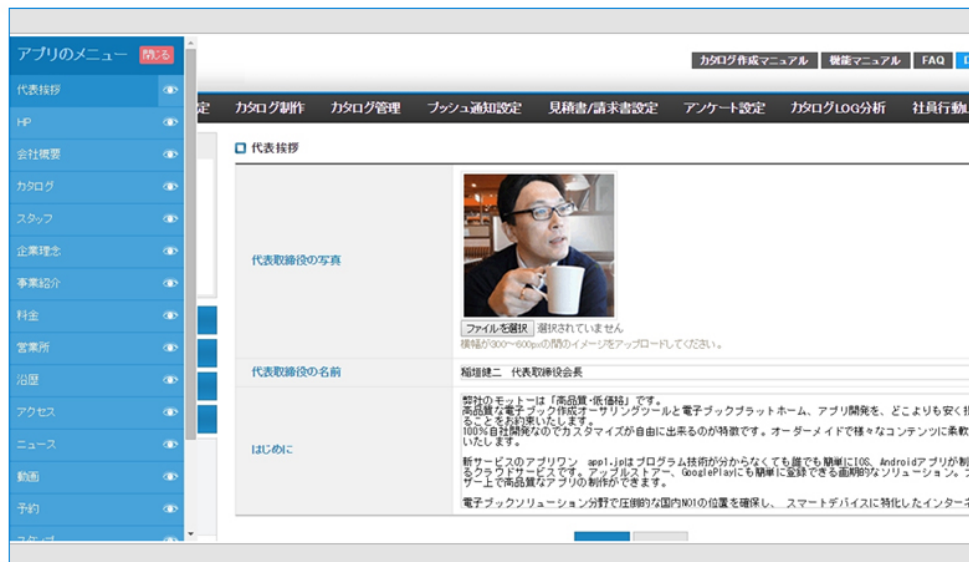 アプリのメニュー 閉じる
代表挨拶
HP
会社概要
カタログ
スタッフ
企業理念
事業紹介
料金
営業所
沿歴
アクセス
ニュース
動画
予約
スタンプ
カタログ作成マニュアル 機能マニュアル FAQ
定 カタログ制作 カタログ管理 プッシュ通知設定 見積書/請求書設定 アンケート設定 カタログLOG分析 社員行動L
代表挨拶
代表取締役の写真
ファイルを選択 選択されていません
横幅が300~600pxの間のイメージをアップロードしてください。
代表取締役の名前 稲垣健二 代表取締役会長
はじめに
弊社のモットーは「高品質・低価格」です。
高品質な電子ブック作成オーサリングツールと電子ブックプラットホーム、アプリ開発を、どこよりも安く
ることをお約束いたします。
100%自社開発なのでカスタマイズが自由に出来るのが特徴です。オーダーメイドで様々なコンテンツに柔軟
いたします。
新サービスのアプリワン app1.jpはプログラム技術が分からなくても誰でも簡単にIOS、Androidアプリが制
るクラウドサービスです。アップルストアー、GooglePlayにも簡単に登録できる画期的なソリューション。
ザー上で高品質なアプリの制作ができます。
電子ブックソリューション分野で圧倒的な国内NO1の位置を確保し、 スマートデバイスに特化したインターネ